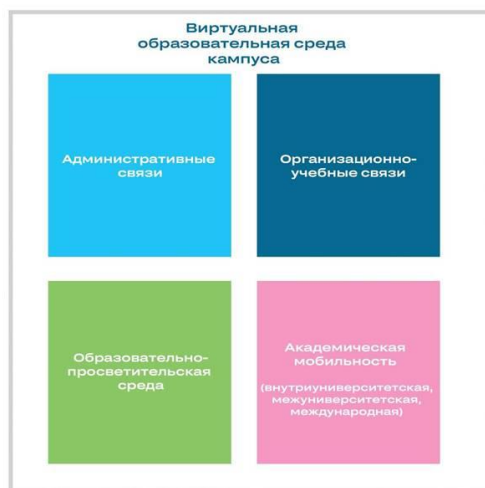 Виртуальная
образовательная среда
кампуса
Административные
связи
Организационно-
учебные связи
Образовательно-
просветительская
среда
Академическая
мобильность
(внутриуниверситетская,
межуниверситетская,
международная)